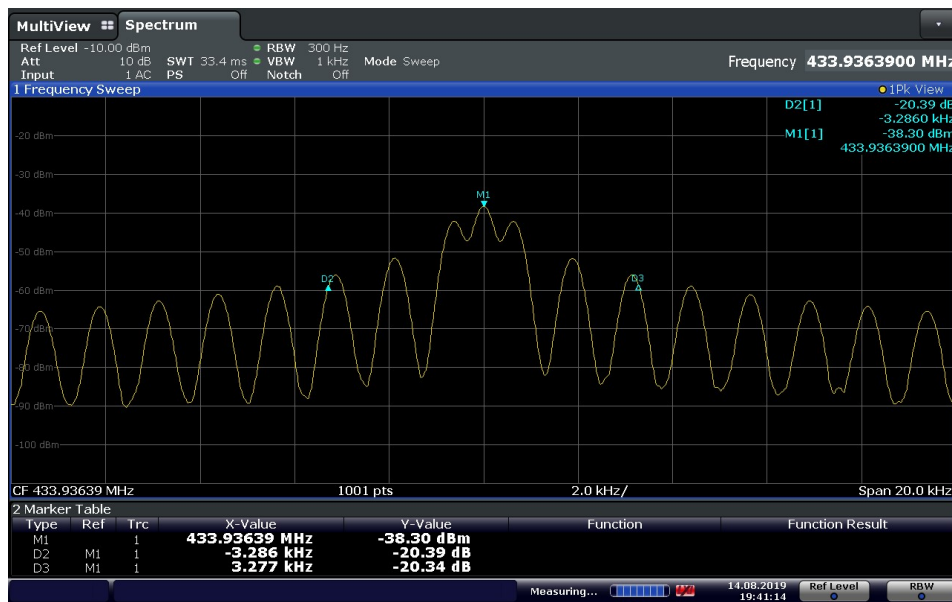 MultiView Spectrum
Ref Level -10.00 dBm RBW 300 Hz
Att 10 dB SWT 33.4 ms VBW 1 kHz Mode Sweep Frequency 433.9363900 MHz
Input 1 AC PS Off Notch Off
1 Frequency Sweep 1Pk View
D2[1] -20.39 dB
-3.2860 kHz
M1[1] -38.30 dBm
433.9363900 MHz
-20 dBm
-30 dBm
M1
-40 dBm
-50 dBm
D2 D3
-60 dBm
-70 dBm
-80 dBm
-90 dBm
-100 dBm
CF 433.93639 MHz 1001 pts 2.0 kHz/ Span 20.0 kHz
2 Marker Table
Type Ref Trc X-Value Y-Value Function Function Result
M1 1 433.93639 MHz -38.30 dBm
D2 M1 1 -3.286 kHz -20.39 dB
D3 M1 1 3.277 kHz -20.34 dB
Measuring... 14.08.2019 Ref Level RBW
19:41:14